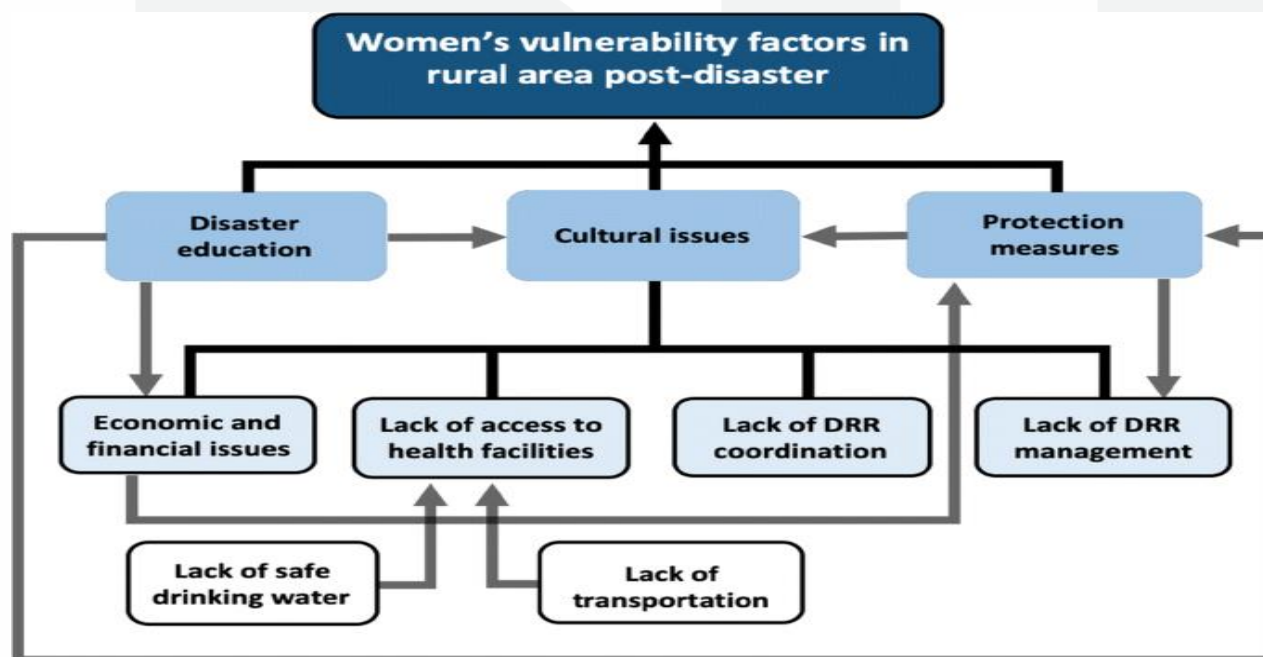 Women’s vulnerability factors in
rural area post-disaster
Disaster
education
Cultural issues
Protection
measures
Economic and
financial issues
Lack of access to
health facilities
Lack of DRR
coordination
Lack of DRR
management
Lack of safe
drinking water
Lack of
transportation